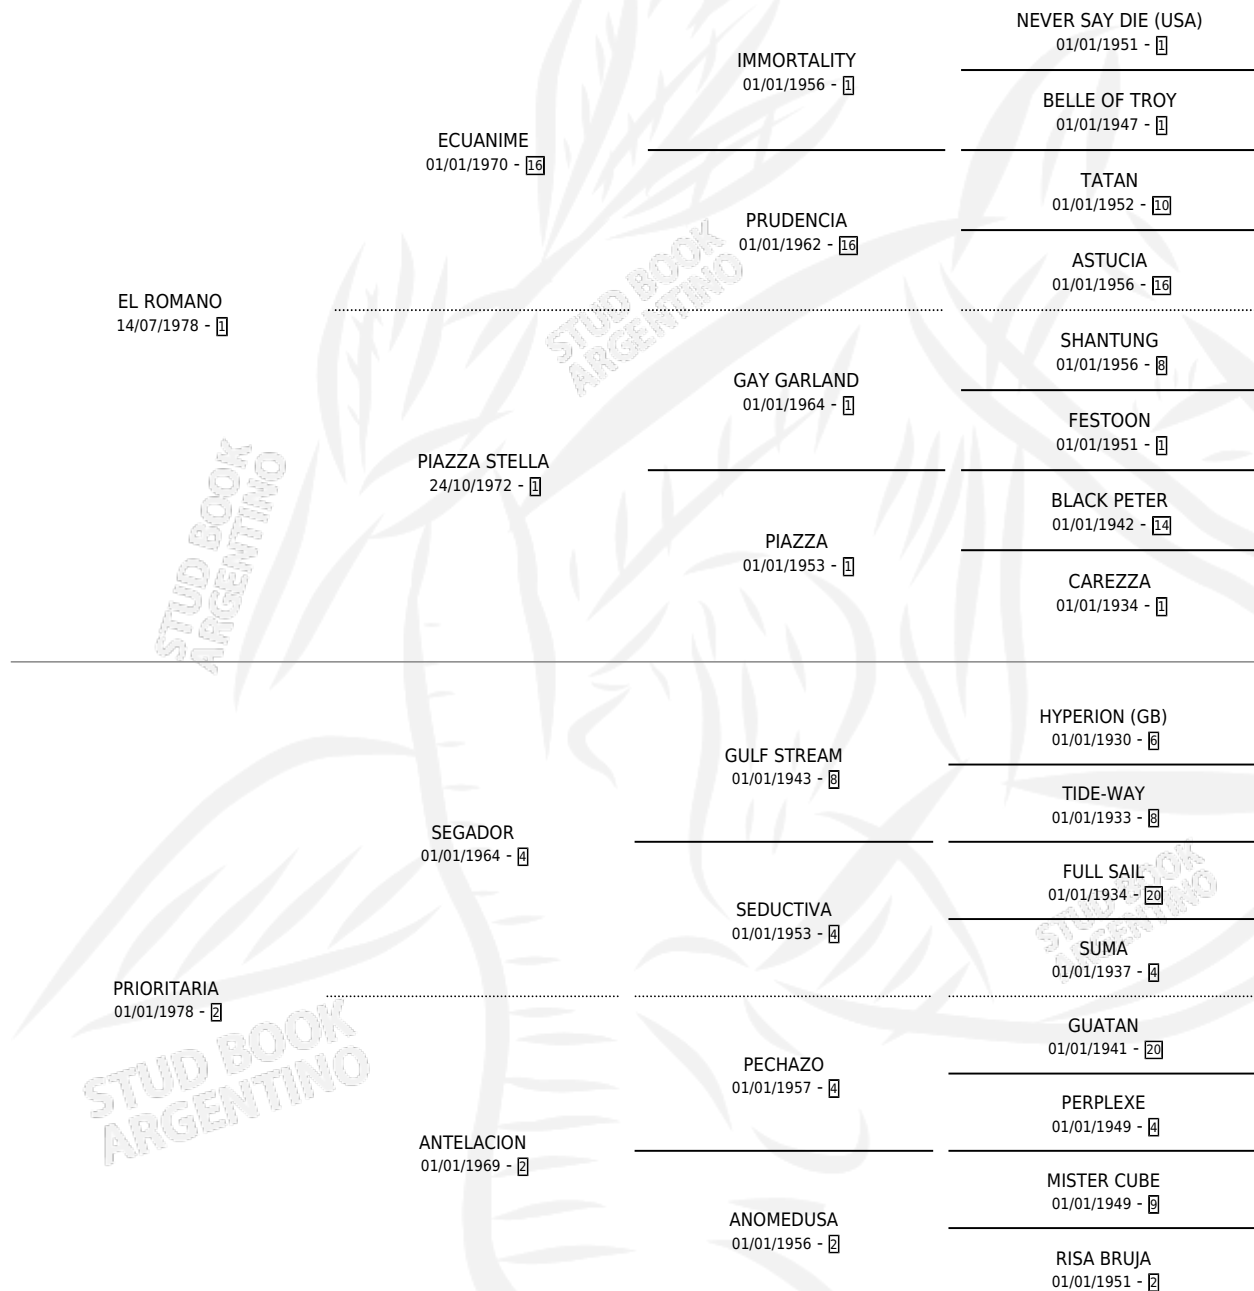 NEVER SAY DIE (USA)
01/01/1951 - 1
IMMORTALITY
01/01/1956 - 1
BELLE OF TROY
01/01/1947 - 1
ECUANIME
01/01/1970 - 16
TATAN
01/01/1952 - 10
PRUDENCIA
01/01/1962 - 16
ASTUCIA
01/01/1956 - 16
EL ROMANO
14/07/1978 - 1
SHANTUNG
01/01/1956 - 8
GAY GARLAND
01/01/1964 - 1
FESTOON
01/01/1951 - 1
PIAZZA STELLA
24/10/1972 - 1
BLACK PETER
01/01/1942 - 14
PIAZZA
01/01/1953 - 1
CAREZZA
01/01/1934 - 1
HYPERION (GB)
01/01/1930 - 6
GULF STREAM
01/01/1943 - 8
TIDE-WAY
01/01/1933 - 8
SEGADOR
01/01/1964 - 4
FULL SAIL
01/01/1934 - 20
SEDUCTIVA
01/01/1953 - 4
SUMA
01/01/1937 - 4
PRIORITARIA
01/01/1978 - 2
GUATAN
01/01/1941 - 20
PECHAZO
01/01/1957 - 4
PERPLEXE
01/01/1949 - 4
ANTELACION
01/01/1969 - 2
MISTER CUBE
01/01/1949 - 9
ANOMEDUSA
01/01/1956 - 2
RISA BRUJA
01/01/1951 - 2
STUD BOOK
ARGENTINO
STUD BOOK
ARGENTINO
STUD BOOK
ARGENTINO
STUD BOOK
ARGENTINO